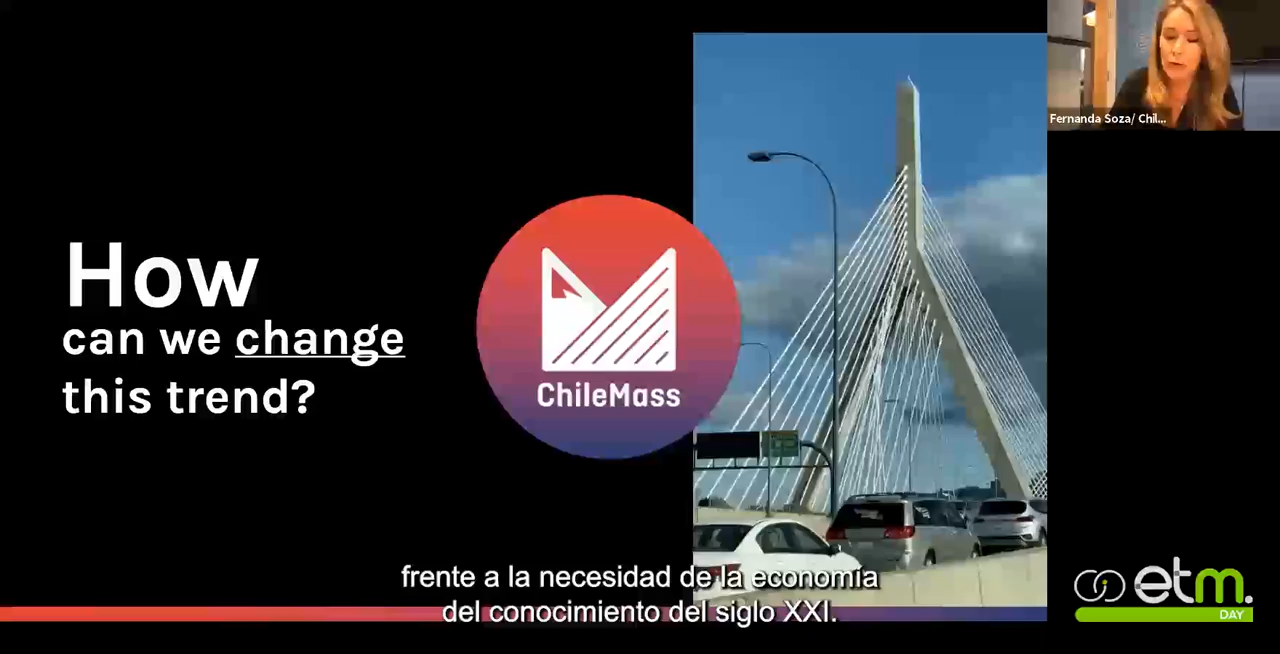 Fernanda Soza/ Chil...
How
can we change
this trend?
ChileMass
frente a la necesidad de la economía
del conocimiento del siglo XXI.
etm.
DAY